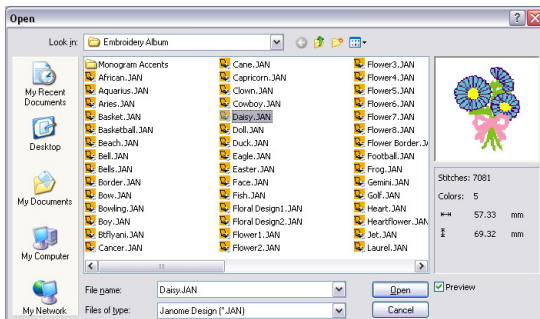 Open
Look in:
Embroidery Album
My Recent Documents
Desktop
My Documents
My Computer
My Network
Monogram Accents
African.JAN
Aquarius.JAN
Aries.JAN
Basket.JAN
Basketball.JAN
Beach.JAN
Bell.JAN
Bells.JAN
Border.JAN
Bow.JAN
Bowling.JAN
Boy.JAN
Btflyani.JAN
Cancer.JAN
Cane.JAN
Capricorn.JAN
Clown.JAN
Cowboy.JAN
Daisy.JAN
Doll.JAN
Duck.JAN
Eagle.JAN
Easter.JAN
Face.JAN
Fish.JAN
Floral Design1.JAN
Floral Design2.JAN
Flower1.JAN
Flower2.JAN
Flower3.JAN
Flower4.JAN
Flower5.JAN
Flower6.JAN
Flower7.JAN
Flower8.JAN
Flower Border.JA
Football.JAN
Frog.JAN
Gemini.JAN
Golf.JAN
Heart.JAN
Heartflower.JAN
Jet.JAN
Laurel.JAN
Stitches: 7081
Colors: 5
57.33 mm
69.32 mm
File name: Daisy.JAN Open Preview
Files of type: Janome Design (*.JAN) Cancel